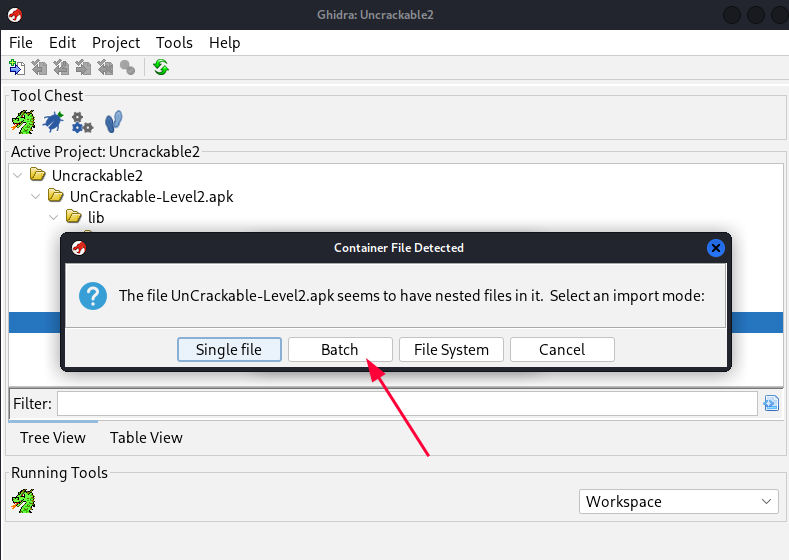 Ghidra: Uncrackable2
File Edit Project Tools Help
Tool Chest
Active Project: Uncrackable2
Uncrackable2
UnCrackable-Level2.apk
lib
Container File Detected
The file UnCrackable-Level2.apk seems to have nested files in it. Select an import mode:
Single file Batch File System Cancel
Filter:
Tree View Table View
Running Tools
Workspace